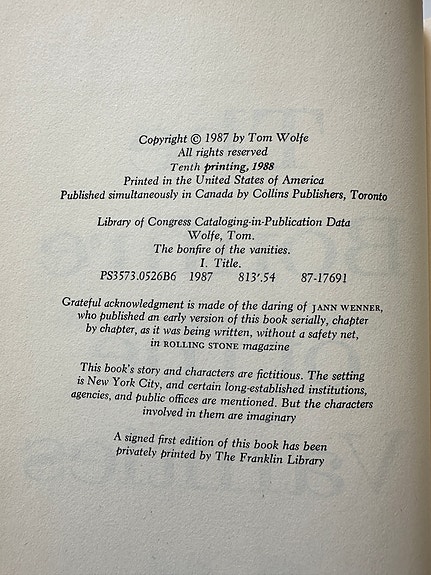 Copyright © 1987 by Tom Wolfe
All rights reserved
Tenth printing, 1988
Printed in the United States of America
Published simultaneously in Canada by Collins Publishers, Toronto
Library of Congress Cataloging-in-Publication Data
Wolfe, Tom.
The bonfire of the vanities.
I. Title.
PS3573.0526B6 1987 813'.54 87-17691
Grateful acknowledgment is made of the daring of JANN WENNER,
who published an early version of this book serially, chapter
by chapter, as it was being written, without a safety net,
in ROLLING STONE magazine
This book's story and characters are fictitious. The setting
is New York City, and certain long-established institutions,
agencies, and public offices are mentioned. But the characters
involved in them are imaginary
A signed first edition of this book has been
privately printed by The Franklin Library